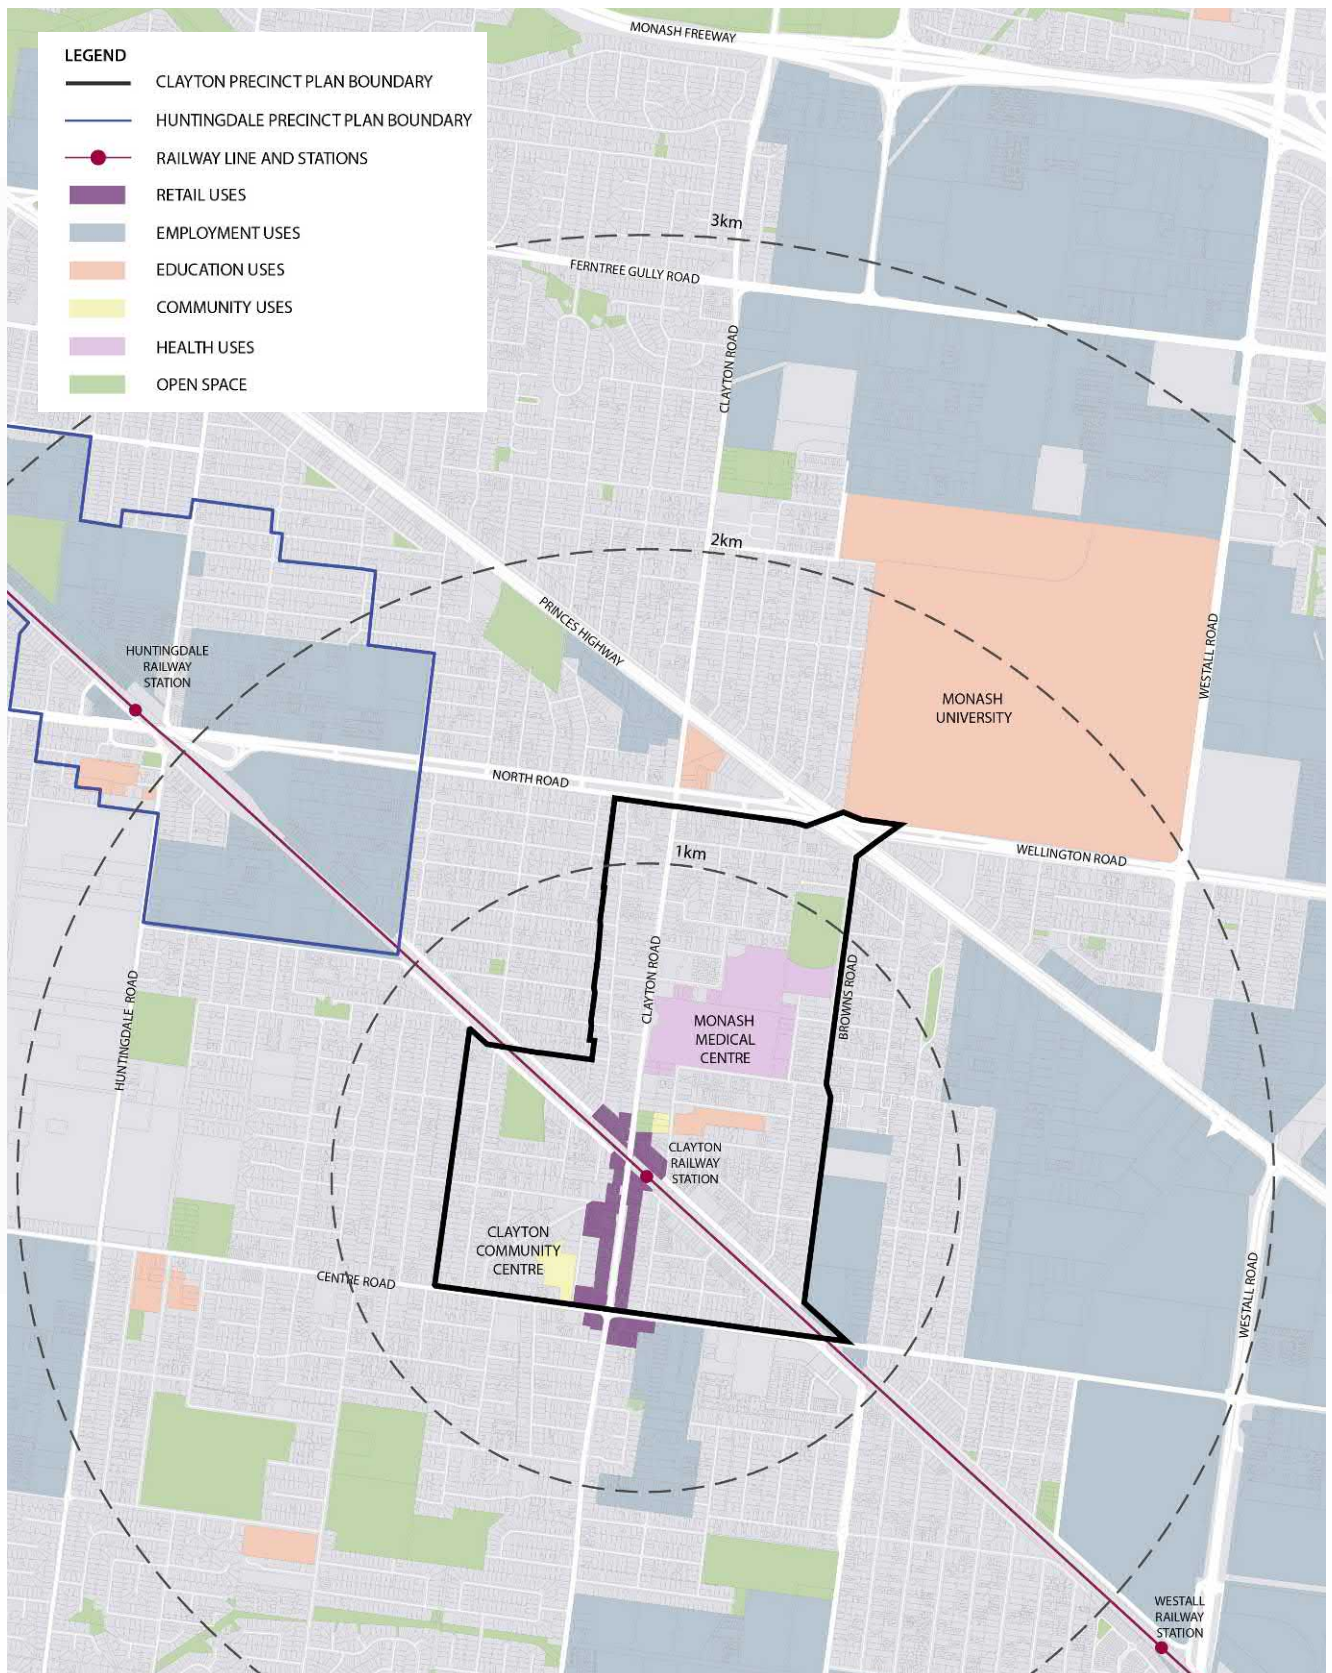 MONASH FREEWAY
LEGEND
CLAYTON PRECINCT PLAN BOUNDARY
HUNTINGDALE PRECINCT PLAN BOUNDARY
RAILWAY LINE AND STATIONS
RETAIL USES
EMPLOYMENT USES
EDUCATION USES
COMMUNITY USES
HEALTH USES
OPEN SPACE
3km
FERNTREE GULLY ROAD
CLAYTON ROAD
2km
PRINCES HIGHWAY
HUNTINGDALE
RAILWAY
STATION
WESTALL ROAD
MONASH
UNIVERSITY
NORTH ROAD
1km
WELLINGTON ROAD
CLAYTON ROAD
BROWNS ROAD
HUNTINGDALE ROAD
MONASH
MEDICAL
CENTRE
CLAYTON
RAILWAY
STATION
CLAYTON
COMMUNITY
CENTRE
CENTRE ROAD
WESTALL ROAD
WESTALL
RAILWAY
STATION